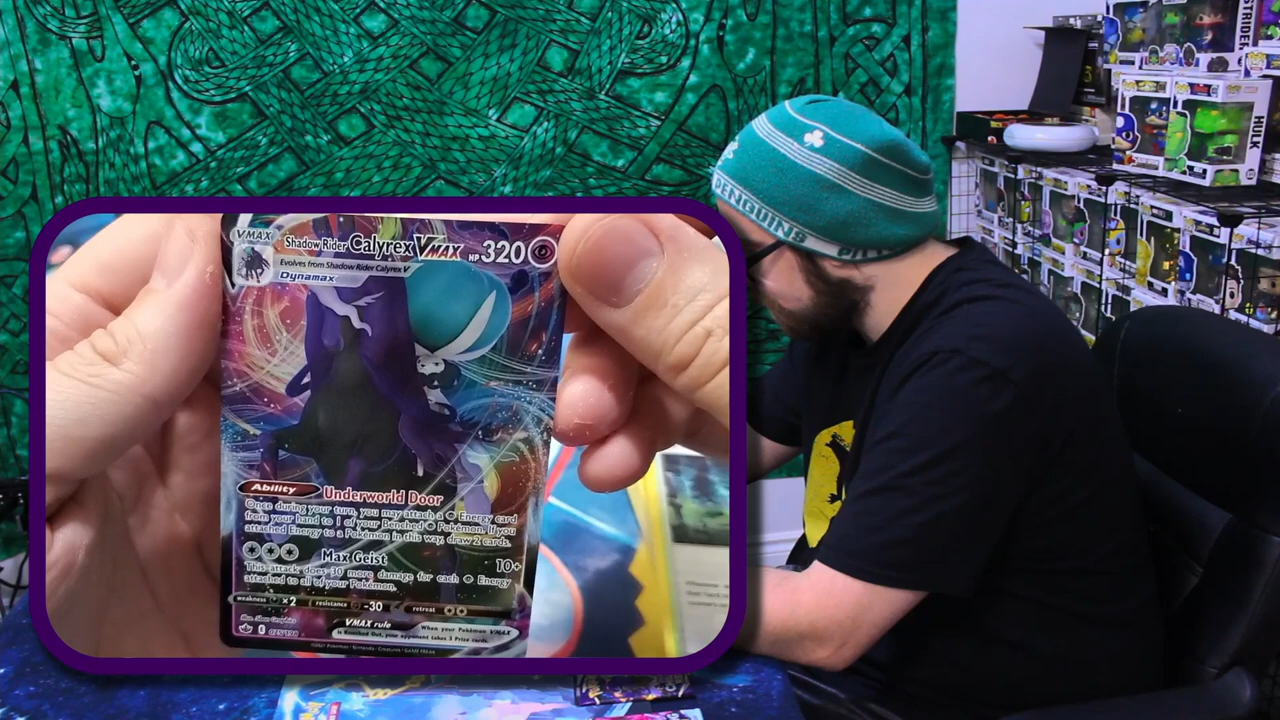 VMAX
Shadow Rider Calyrex VMAX HP 320
Evolves from Shadow Rider Calyrex V
Dynamax
Ability Underworld Door
Once during your turn, you may attach a Energy card
from your hand to 1 of your Benched Pokémon. If you
attached Energy to a Pokémon in this way, draw 2 cards.
Max Geist 10+
This attack does 30 more damage for each Energy
attached to all of your Pokémon.
weakness ×2 resistance -30 retreat
VMAX rule
When your Pokémon VMAX
is Knocked Out, your opponent takes 3 Prize cards.
075/198
PENGUINS
HULK
STRIDER